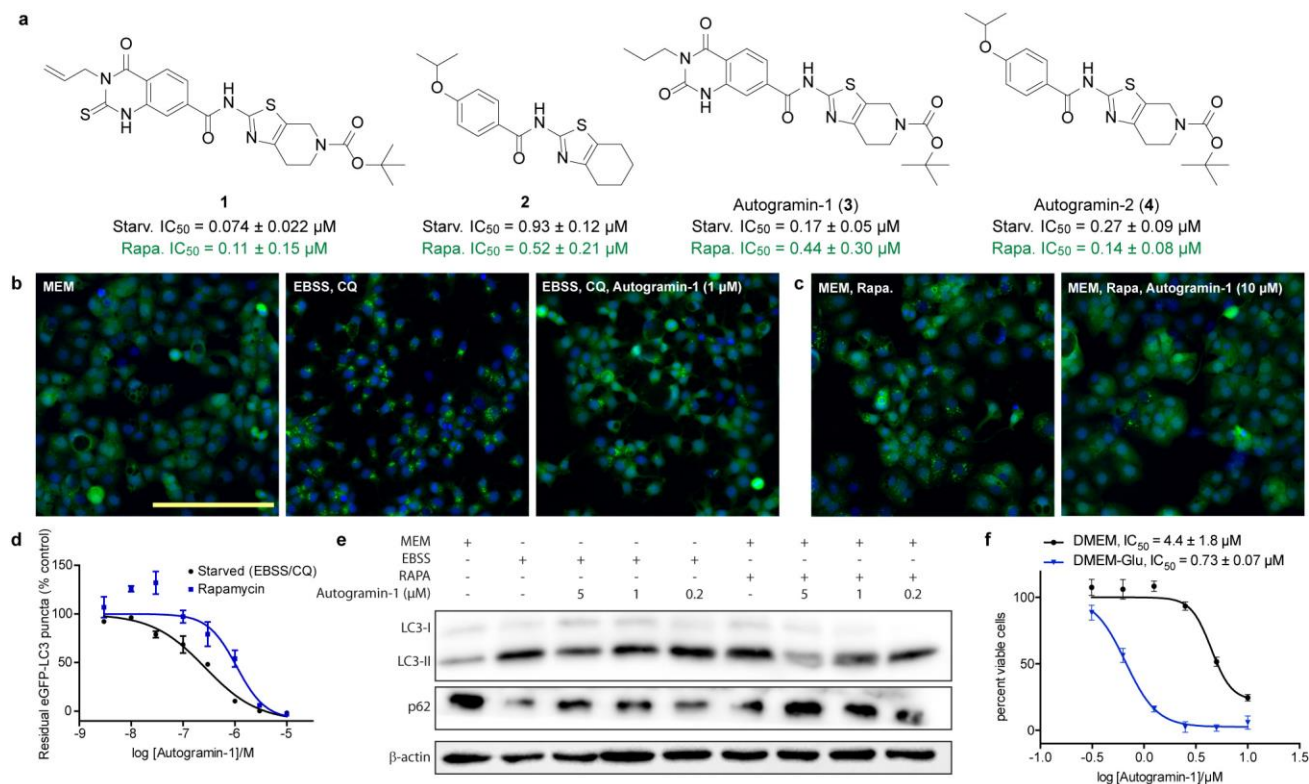 a
O
N
S
N
H
O
H
N
S
N
N
O
O
1
Starv. IC50 = 0.074 ± 0.022 µM
Rapa. IC50 = 0.11 ± 0.15 µM
O
O
H
N
S
N
2
Starv. IC50 = 0.93 ± 0.12 µM
Rapa. IC50 = 0.52 ± 0.21 µM
O
N
O
N
H
O
H
N
S
N
N
O
O
Autogramin-1 (3)
Starv. IC50 = 0.17 ± 0.05 µM
Rapa. IC50 = 0.44 ± 0.30 µM
O
O
H
N
S
N
N
O
O
Autogramin-2 (4)
Starv. IC50 = 0.27 ± 0.09 µM
Rapa. IC50 = 0.14 ± 0.08 µM
b
MEM
EBSS, CQ
EBSS, CQ, Autogramin-1 (1 µM)
c
MEM, Rapa.
MEM, Rapa, Autogramin-1 (10 µM)
d
Residual eGFP-LC3 puncta (% control)
150
100
50
0
Starved (EBSS/CQ)
Rapamycin
-9 -8 -7 -6 -5
log [Autogramin-1]/M
e
MEM + - - - - + + + +
EBSS - + + + + - - - -
RAPA - - - - - + + + +
Autogramin-1 (µM) - - 5 1 0.2 - 5 1 0.2
LC3-I
LC3-II
p62
β-actin
f
DMEM, IC50 = 4.4 ± 1.8 µM
DMEM-Glu, IC50 = 0.73 ± 0.07 µM
percent viable cells
100
50
0
-1.0 -0.5 0.0 0.5 1.0 1.5
log [Autogramin-1]/µM